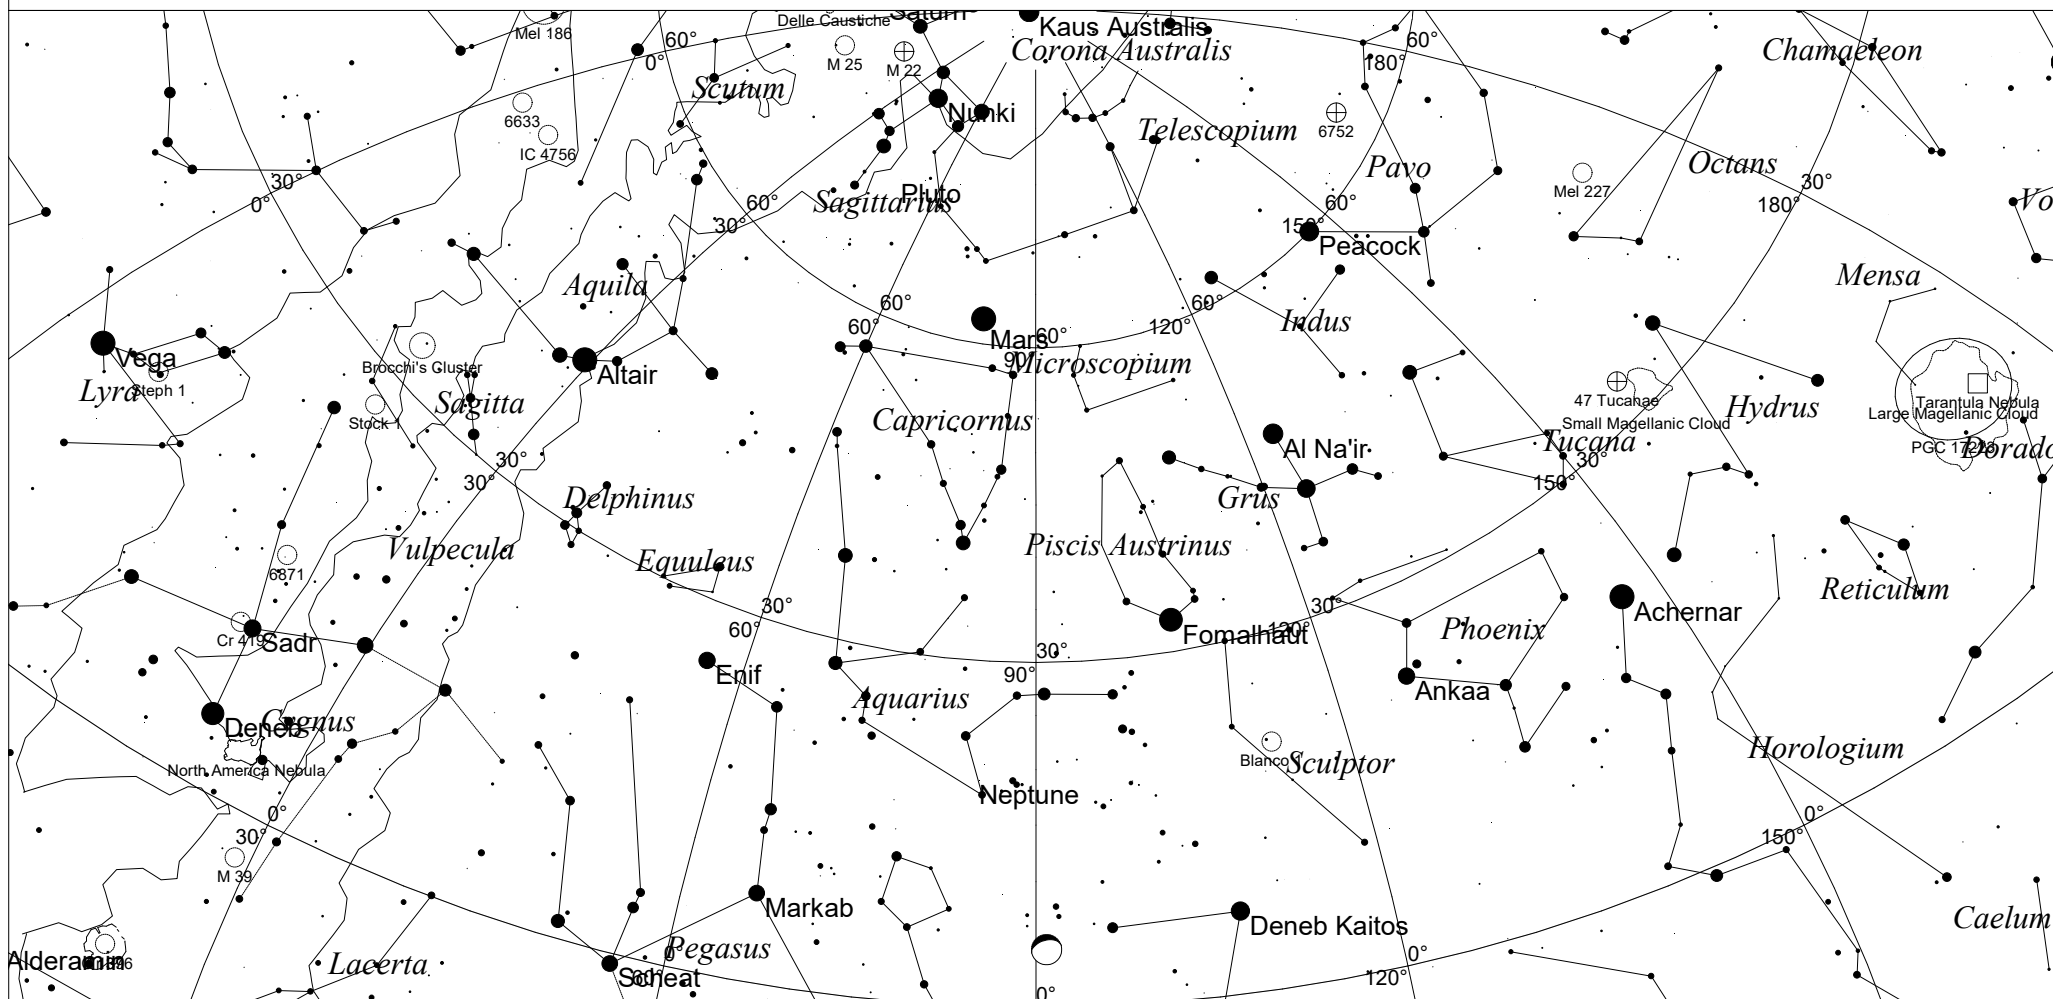 Saturn
Delle Caustiche
Kaus Australis
Mel 186
60°
60°
Corona Australis
Chamaeleon
0°
M 25
M 22
180°
Scutum
Nunki
6633
6752
Telescopium
IC 4756
Pavo
Octans
Mel 227
30°
30°
0°
Pluto
Sagittarius
60°
60°
180°
Vo
30°
150°
Peacock
Aquila
Mensa
60°
60°
60°
120°
Indus
60°
Mars
Vega
Brocchi's Cluster
Altair
90°
Microscopium
Lyra
Steph 1
Sagitta
47 Tucanae
Tarantula Nebula
Stock 1
Capricornus
Small Magellanic Cloud
Hydrus
Large Magellanic Cloud
Al Na'ir
Tucana
Dorado
30°
30°
30°
150°
Delphinus
Grus
Vulpecula
Piscis Austrinus
Equuleus
6871
Reticulum
30°
30°
Achernar
60°
120°
Fomalhaut
Phoenix
Cr 419
Sadr
30°
Enif
90°
Ankaa
Aquarius
Deneb
Cygnus
Horologium
Blanco 1
Sculptor
North America Nebula
Neptune
0°
0°
30°
150°
M 39
Markab
Deneb Kaitos
Caelum
Pegasus
0°
0°
Alderamin
Lacerta
Scheat
60°
120°
0°